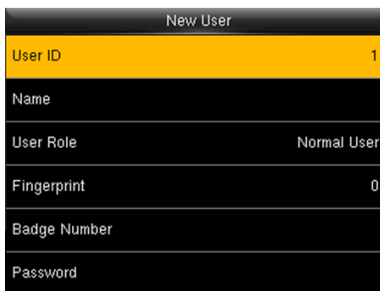 New User
User ID 1
Name
User Role Normal User
Fingerprint 0
Badge Number
Password